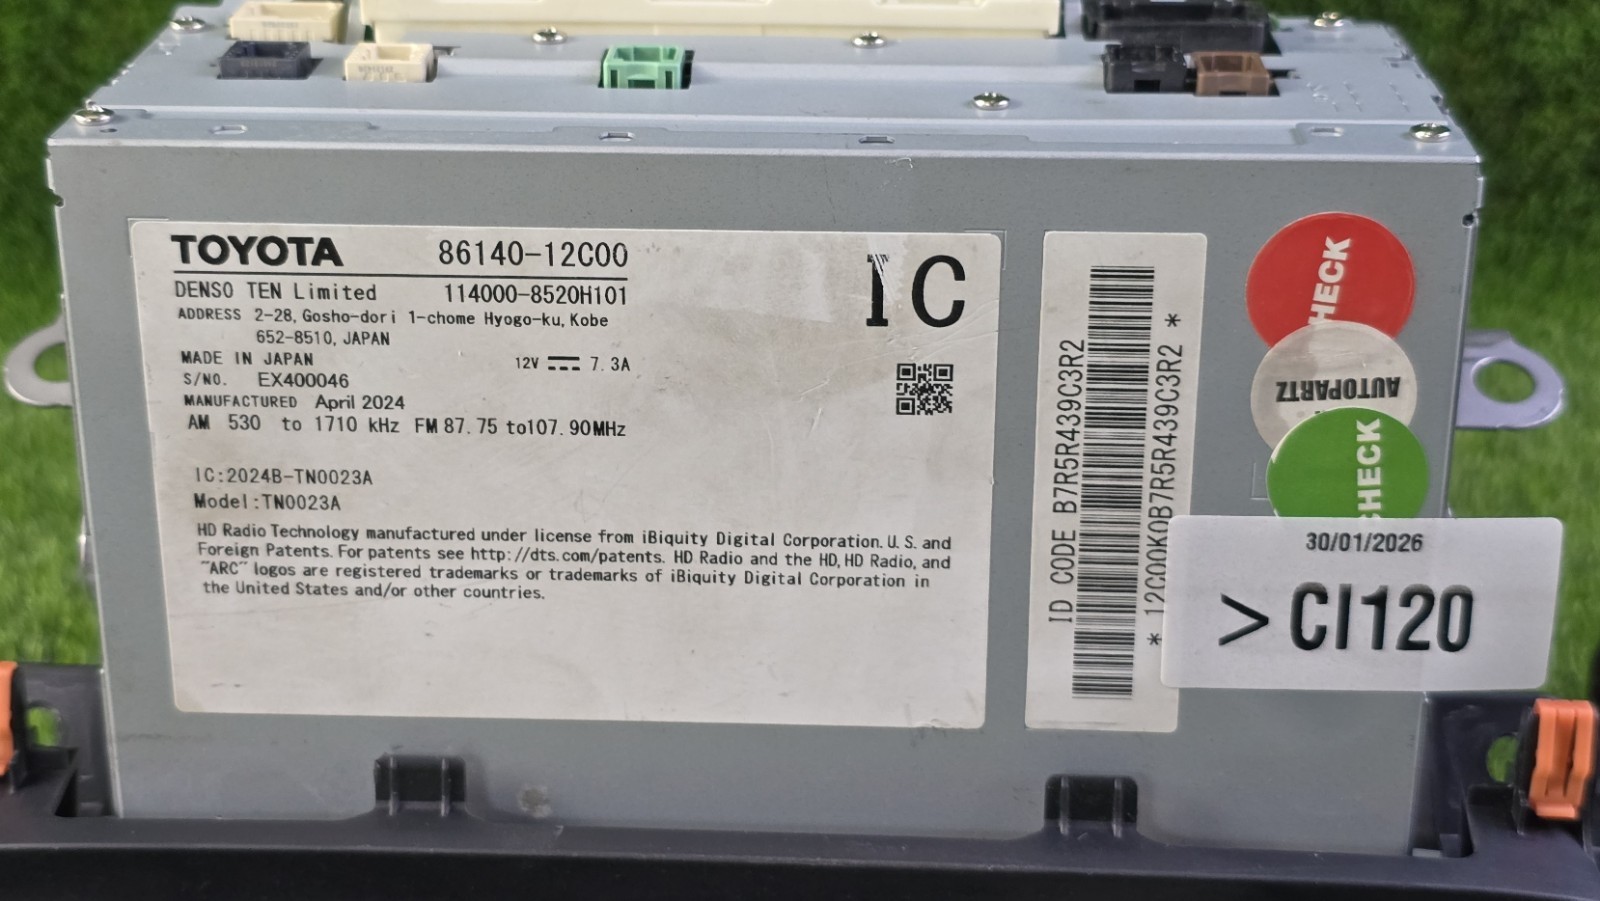 TOYOTA 86140-12C00
DENSO TEN Limited 114000-8520H101
ADDRESS 2-28, Gosho-dori 1-chome Hyogo-ku, Kobe
652-8510, JAPAN
MADE IN JAPAN 12V 7.3A
S/NO. EX400046
MANUFACTURED April 2024
AM 530 to 1710 kHz FM 87.75 to107.90MHz
IC:2024B-TN0023A
Model:TN0023A
HD Radio Technology manufactured under license from iBiquity Digital Corporation. U.S. and
Foreign Patents. For patents see http://dts.com/patents. HD Radio and the HD, HD Radio, and
"ARC" logos are registered trademarks or trademarks of iBiquity Digital Corporation in
the United States and/or other countries.
IC
ID CODE B7R5R439C3R2
* 12C00K0B7R5R439C3R2 *
HECK
AUTOPARTZ
CHECK
30/01/2026
> CI120